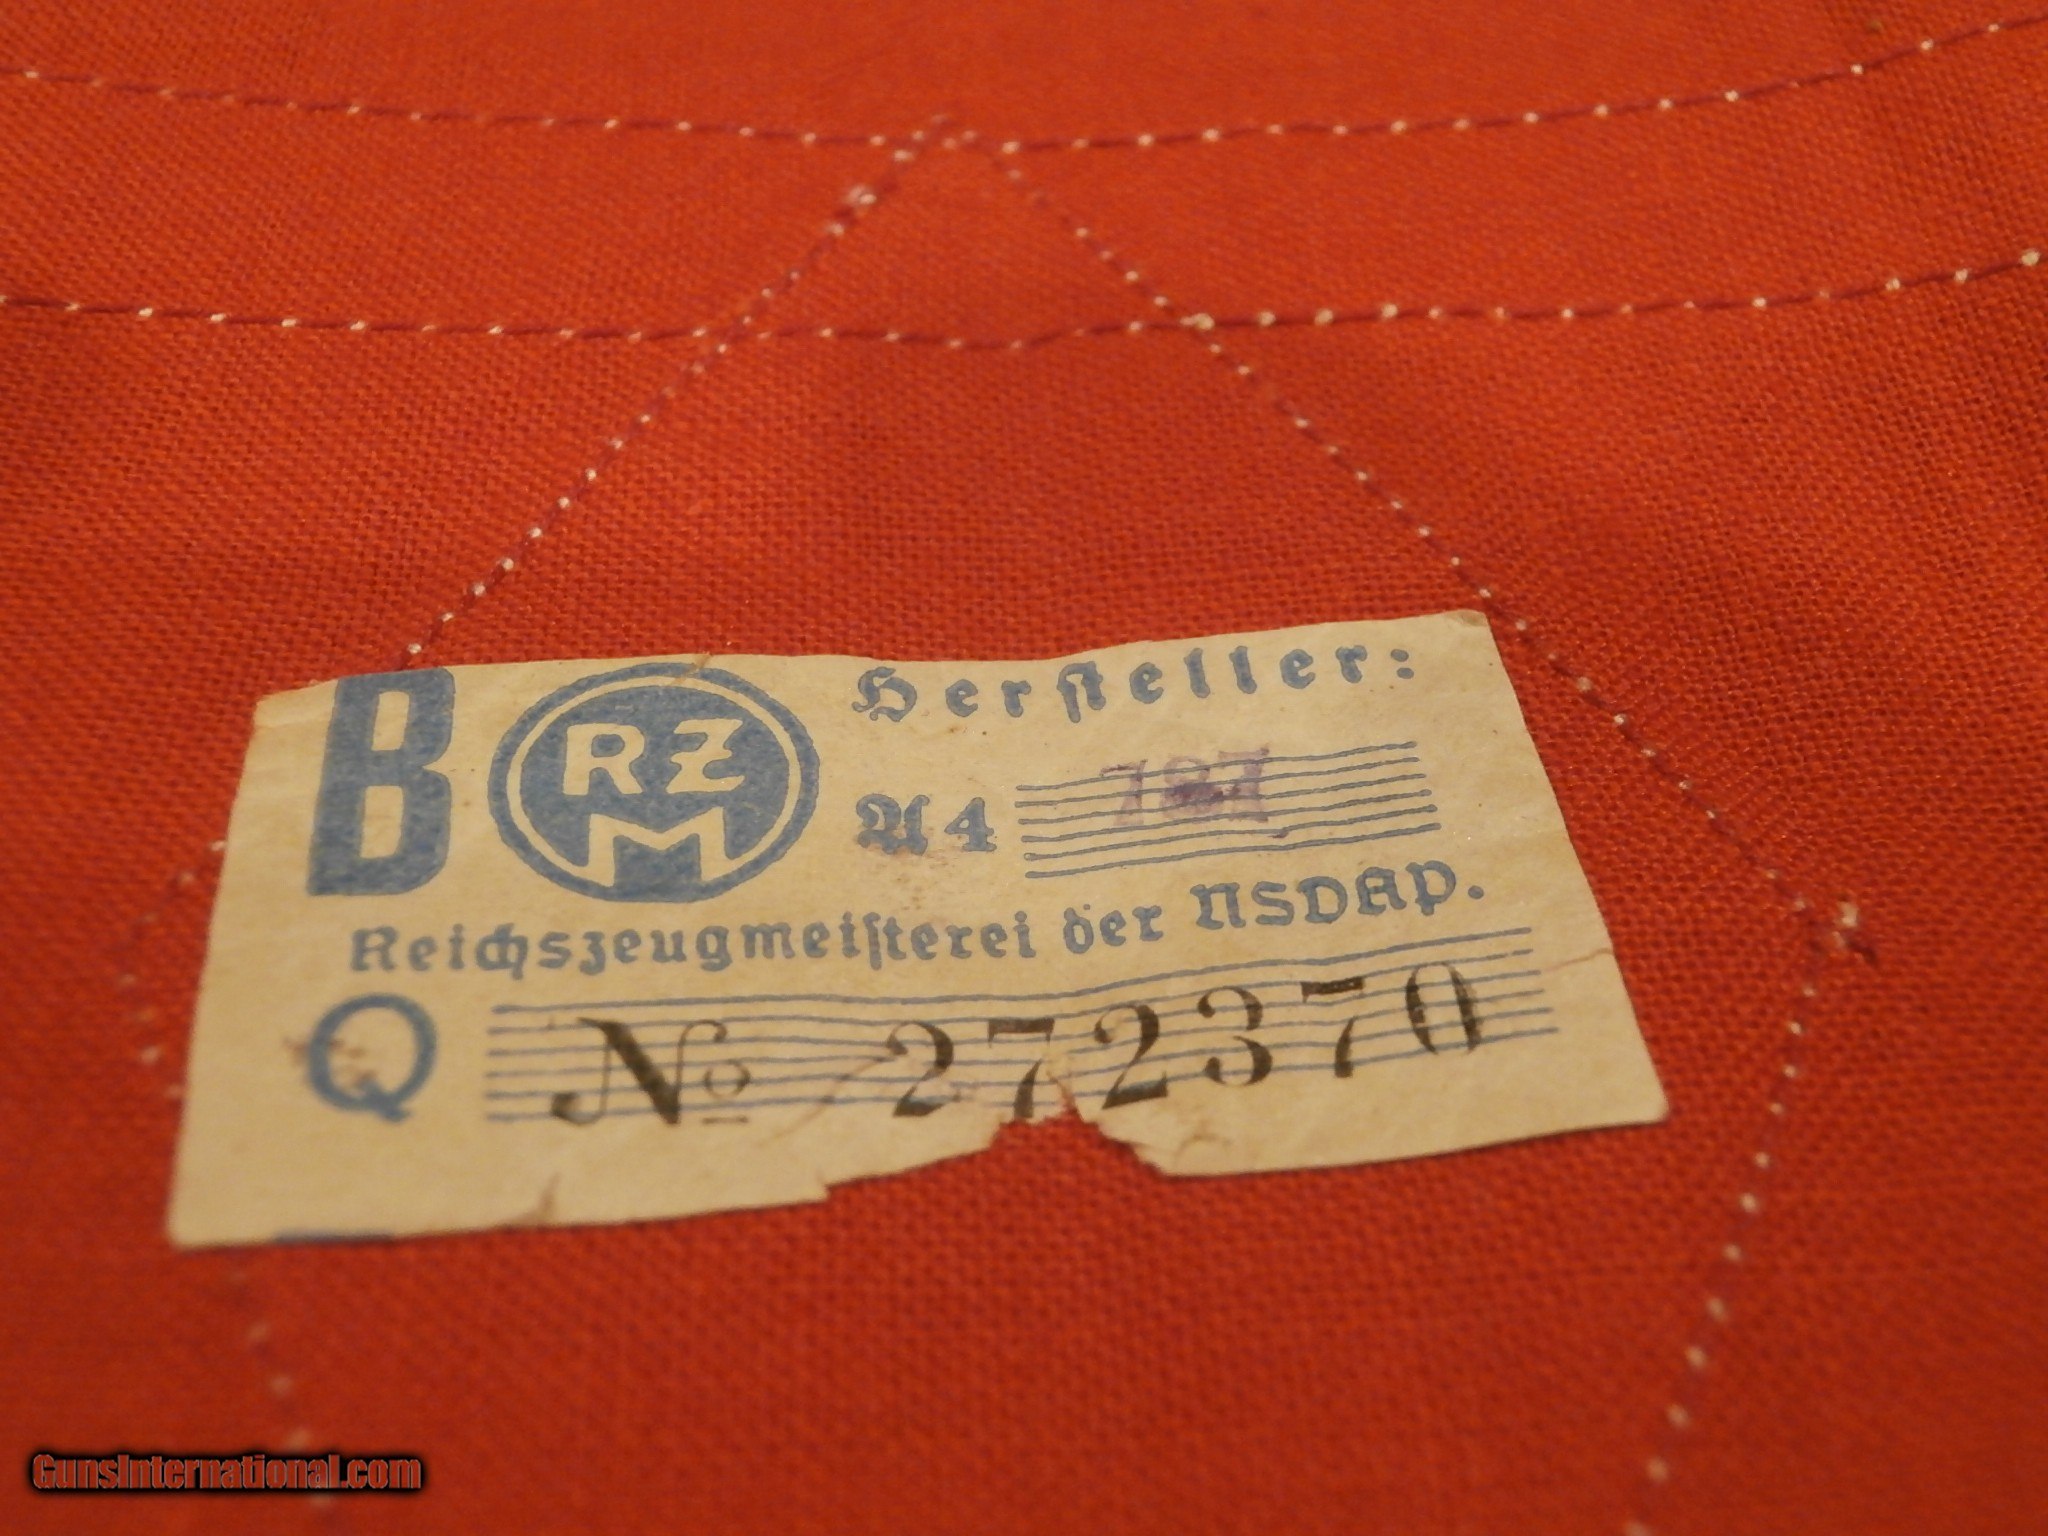 B RZM Hersteller:
A4 787
Reichszeugmeisterei der NSDAP.
Q No 272370
GunsInternational.com